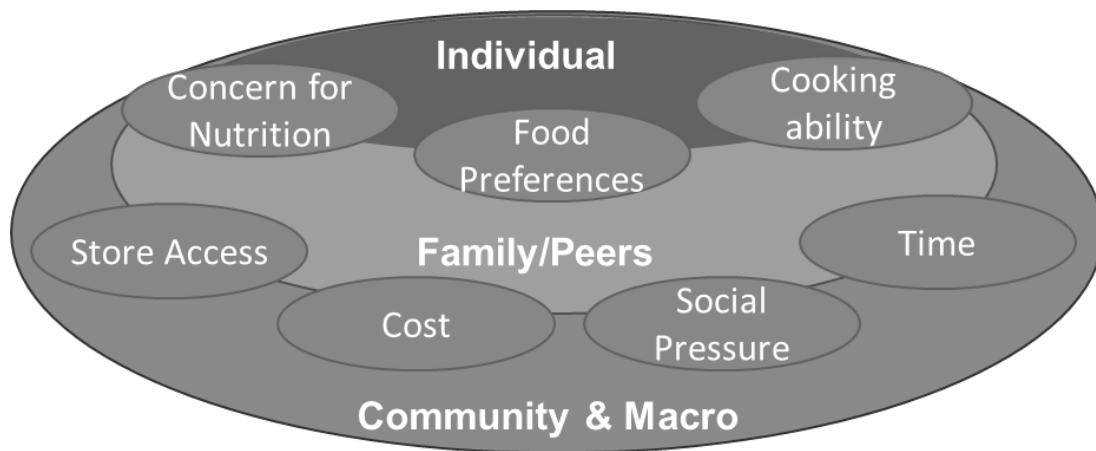 Individual
Concern for
Nutrition
Cooking
ability
Food
Preferences
Store Access
Family/Peers
Time
Cost
Social
Pressure
Community & Macro